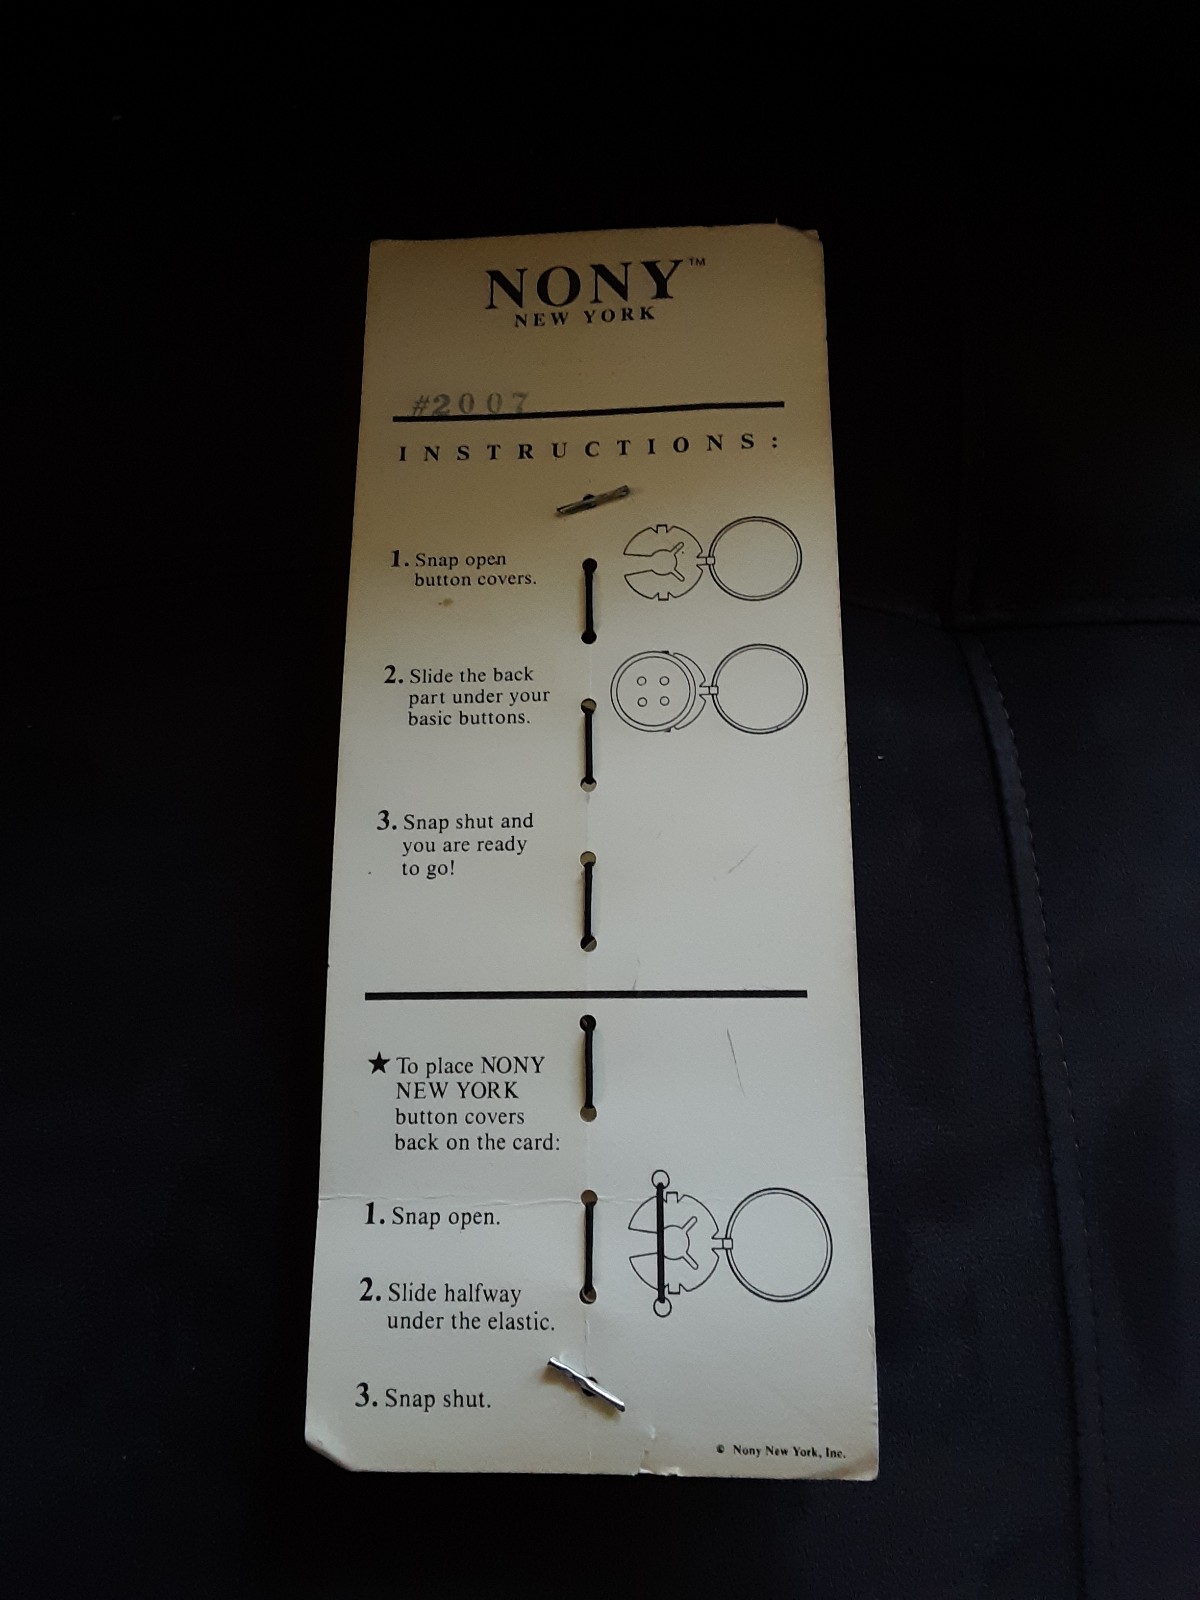 NONY™
NEW YORK
#2007
INSTRUCTIONS:
1. Snap open
button covers.
2. Slide the back
part under your
basic buttons.
3. Snap shut and
you are ready
to go!
★ To place NONY
NEW YORK
button covers
back on the card:
1. Snap open.
2. Slide halfway
under the elastic.
3. Snap shut.
© Nony New York, Inc.